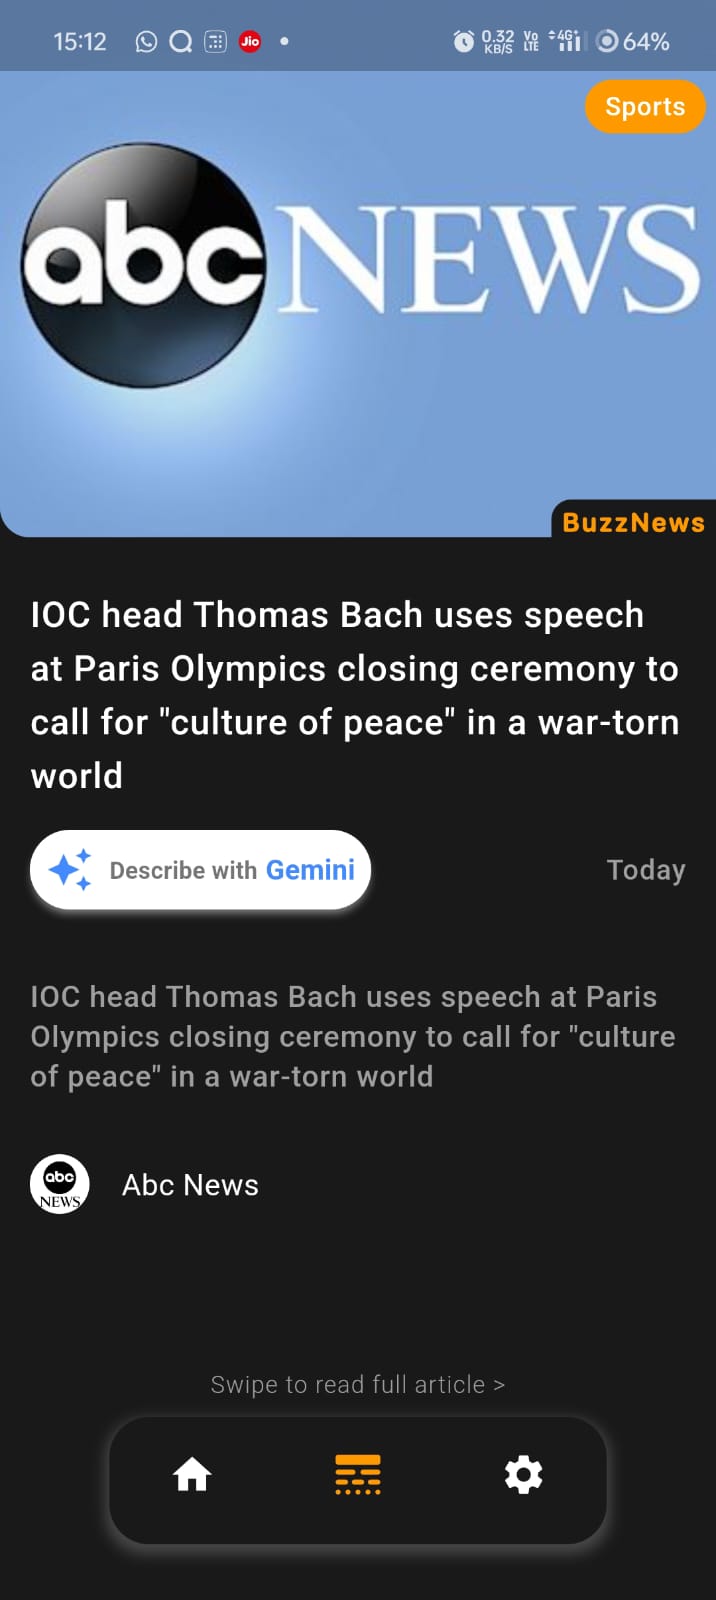 15:12
Jio
0.32 KB/S
Vo LTE
4G+
64%
Sports
abc NEWS
BuzzNews
IOC head Thomas Bach uses speech
at Paris Olympics closing ceremony to
call for "culture of peace" in a war-torn
world
Describe with Gemini
Today
IOC head Thomas Bach uses speech at Paris
Olympics closing ceremony to call for "culture
of peace" in a war-torn world
abc NEWS
Abc News
Swipe to read full article >